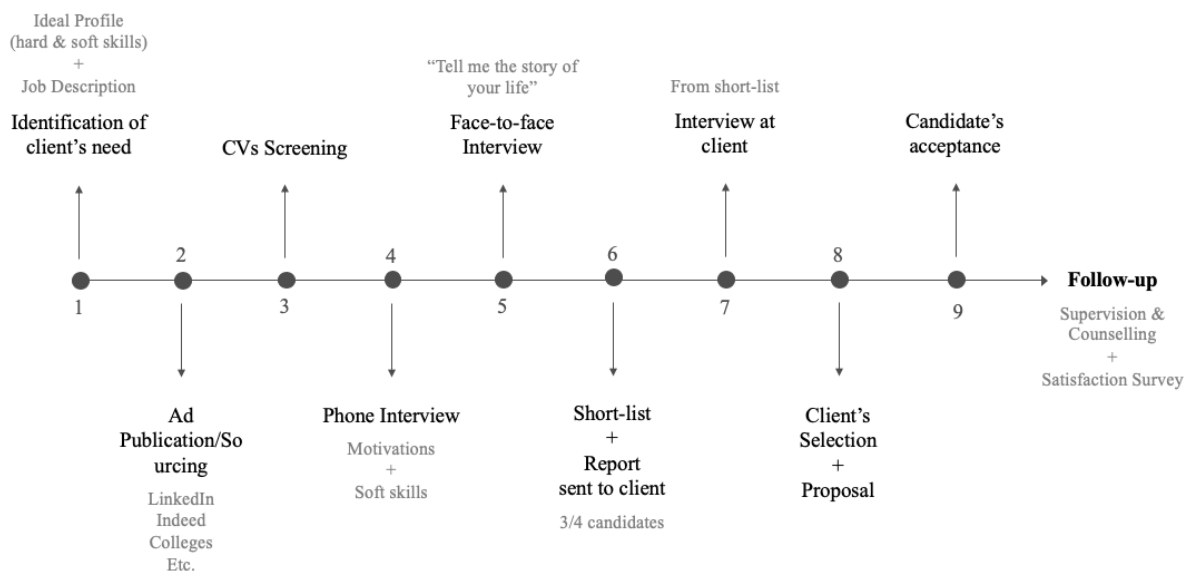 Ideal Profile
(hard & soft skills)
+
Job Description
Identification of
client’s need
1
2
Ad
Publication/So
urcing
LinkedIn
Indeed
Colleges
Etc.
CVs Screening
3
4
Phone Interview
Motivations
+
Soft skills
“Tell me the story of
your life”
Face-to-face
Interview
5
6
Short-list
+
Report
sent to client
3/4 candidates
From short-list
Interview at
client
7
8
Client’s
Selection
+
Proposal
Candidate’s
acceptance
9
Follow-up
Supervision &
Counselling
+
Satisfaction Survey